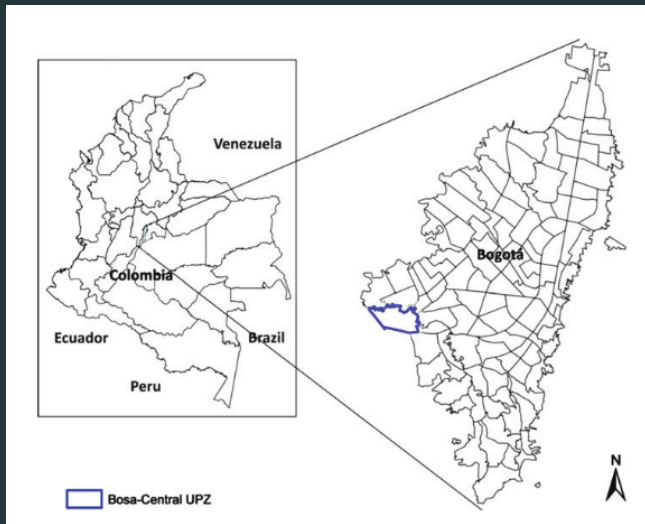 Venezuela
Colombia
Ecuador
Brazil
Peru
Bogotá
N
Bosa-Central UPZ